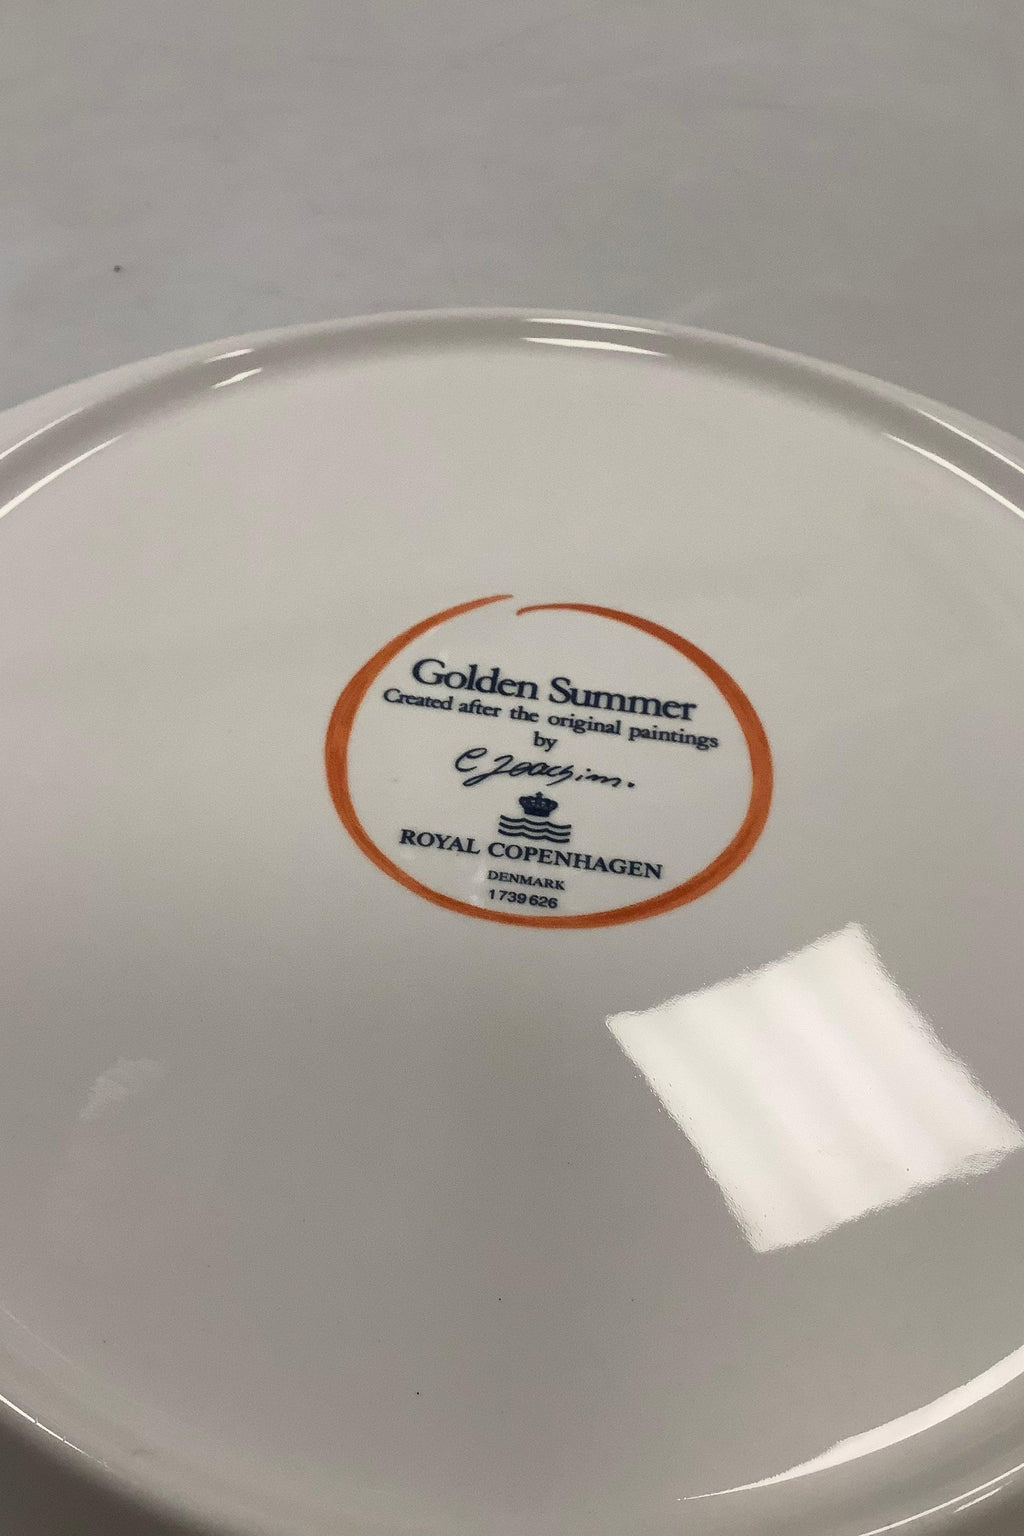 Golden Summer
Created after the original paintings
by
C Joachim.
ROYAL COPENHAGEN
DENMARK
1739626